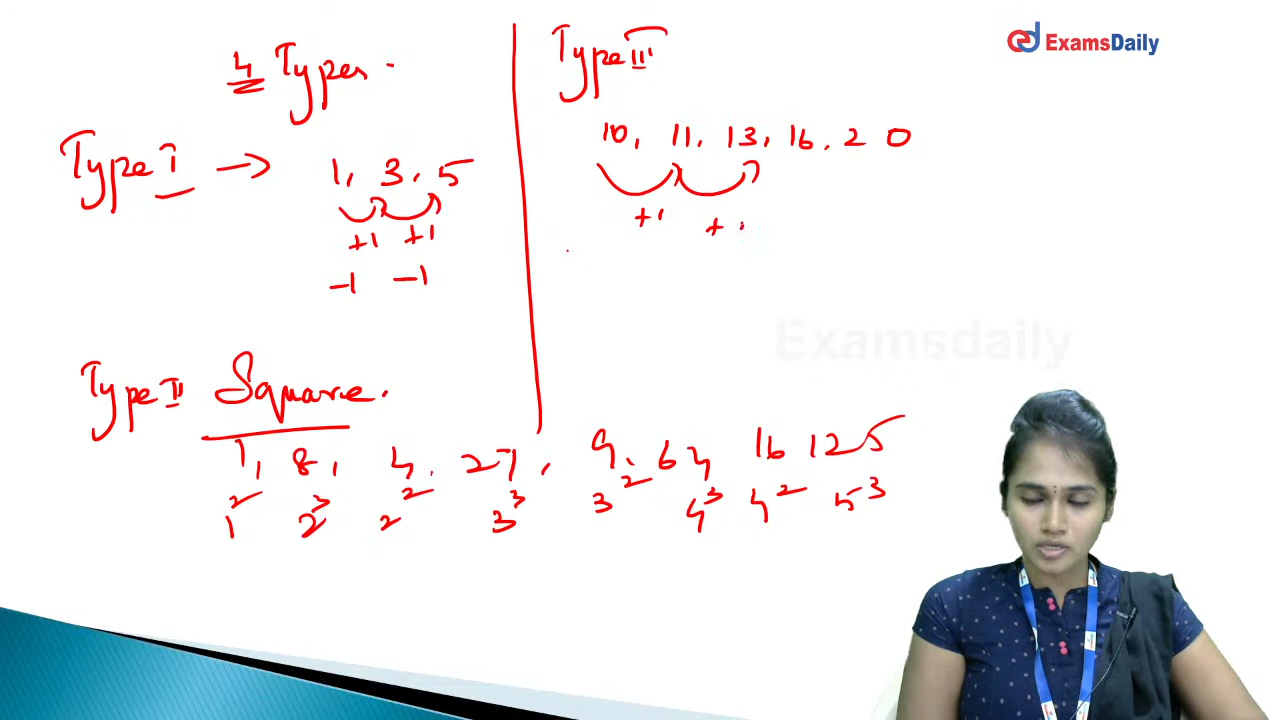 ExamsDaily
4 Types.
Type I → 1, 3, 5
+1 +1
-1 -1
Type II Square.
1, 8, 4, 27, 9, 64 16 125
1² 2³ 2² 3³ 3² 4³ 4² 5³
Type III
10, 11, 13, 16, 20
+1 +
Examsdaily